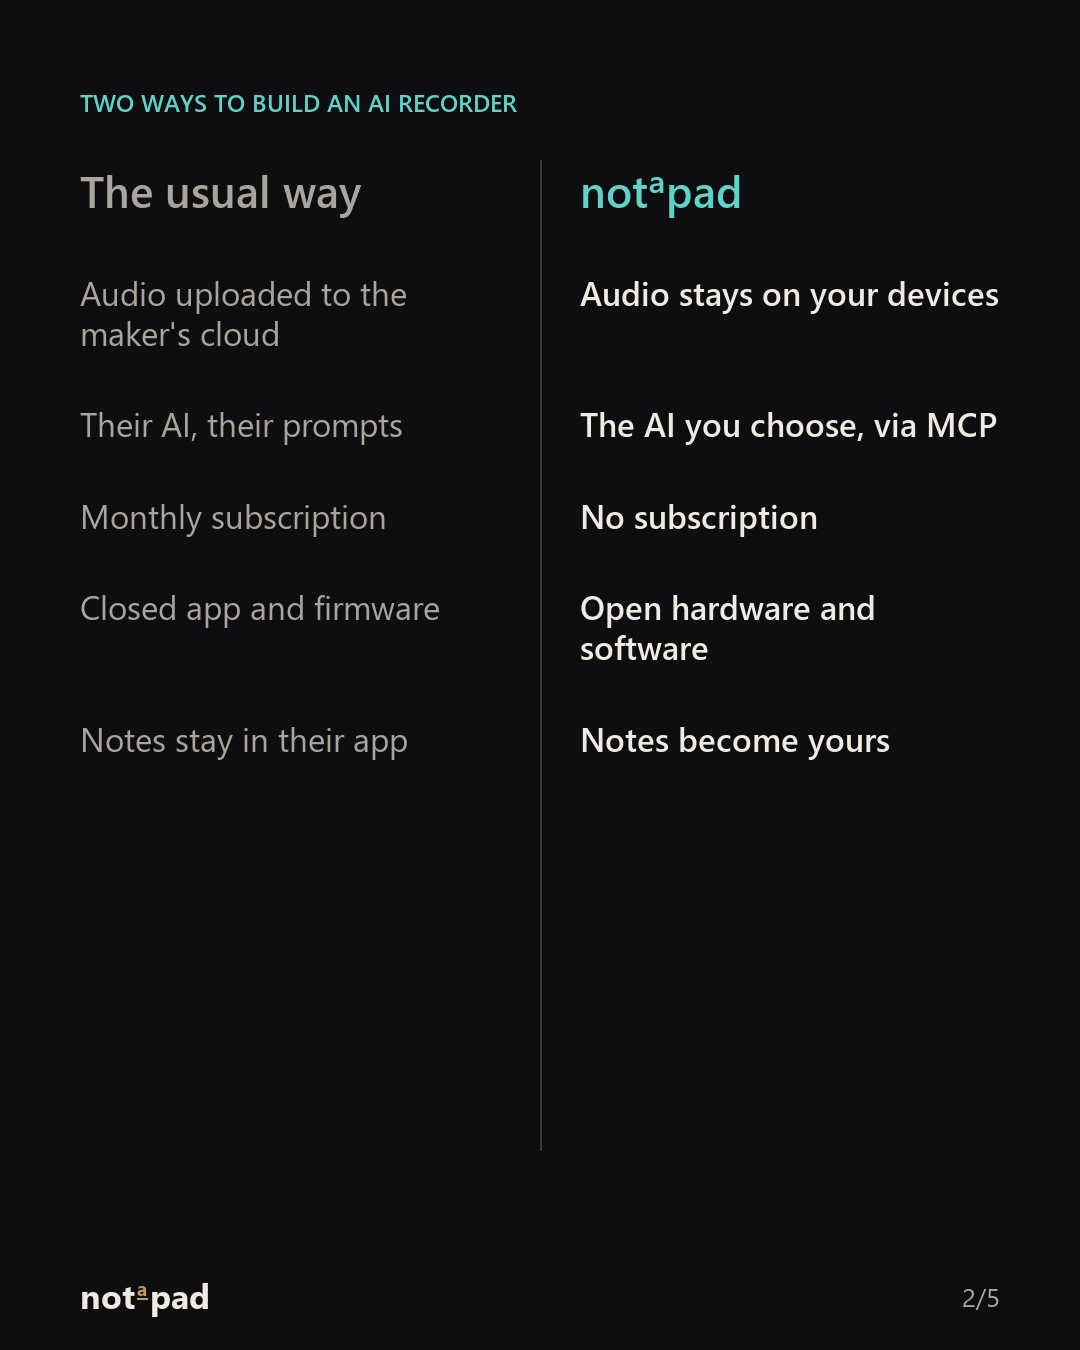 TWO WAYS TO BUILD AN AI RECORDER
The usual way
notªpad
Audio uploaded to the
maker's cloud
Audio stays on your devices
Their AI, their prompts
The AI you choose, via MCP
Monthly subscription
No subscription
Closed app and firmware
Open hardware and
software
Notes stay in their app
Notes become yours
notªpad
2/5